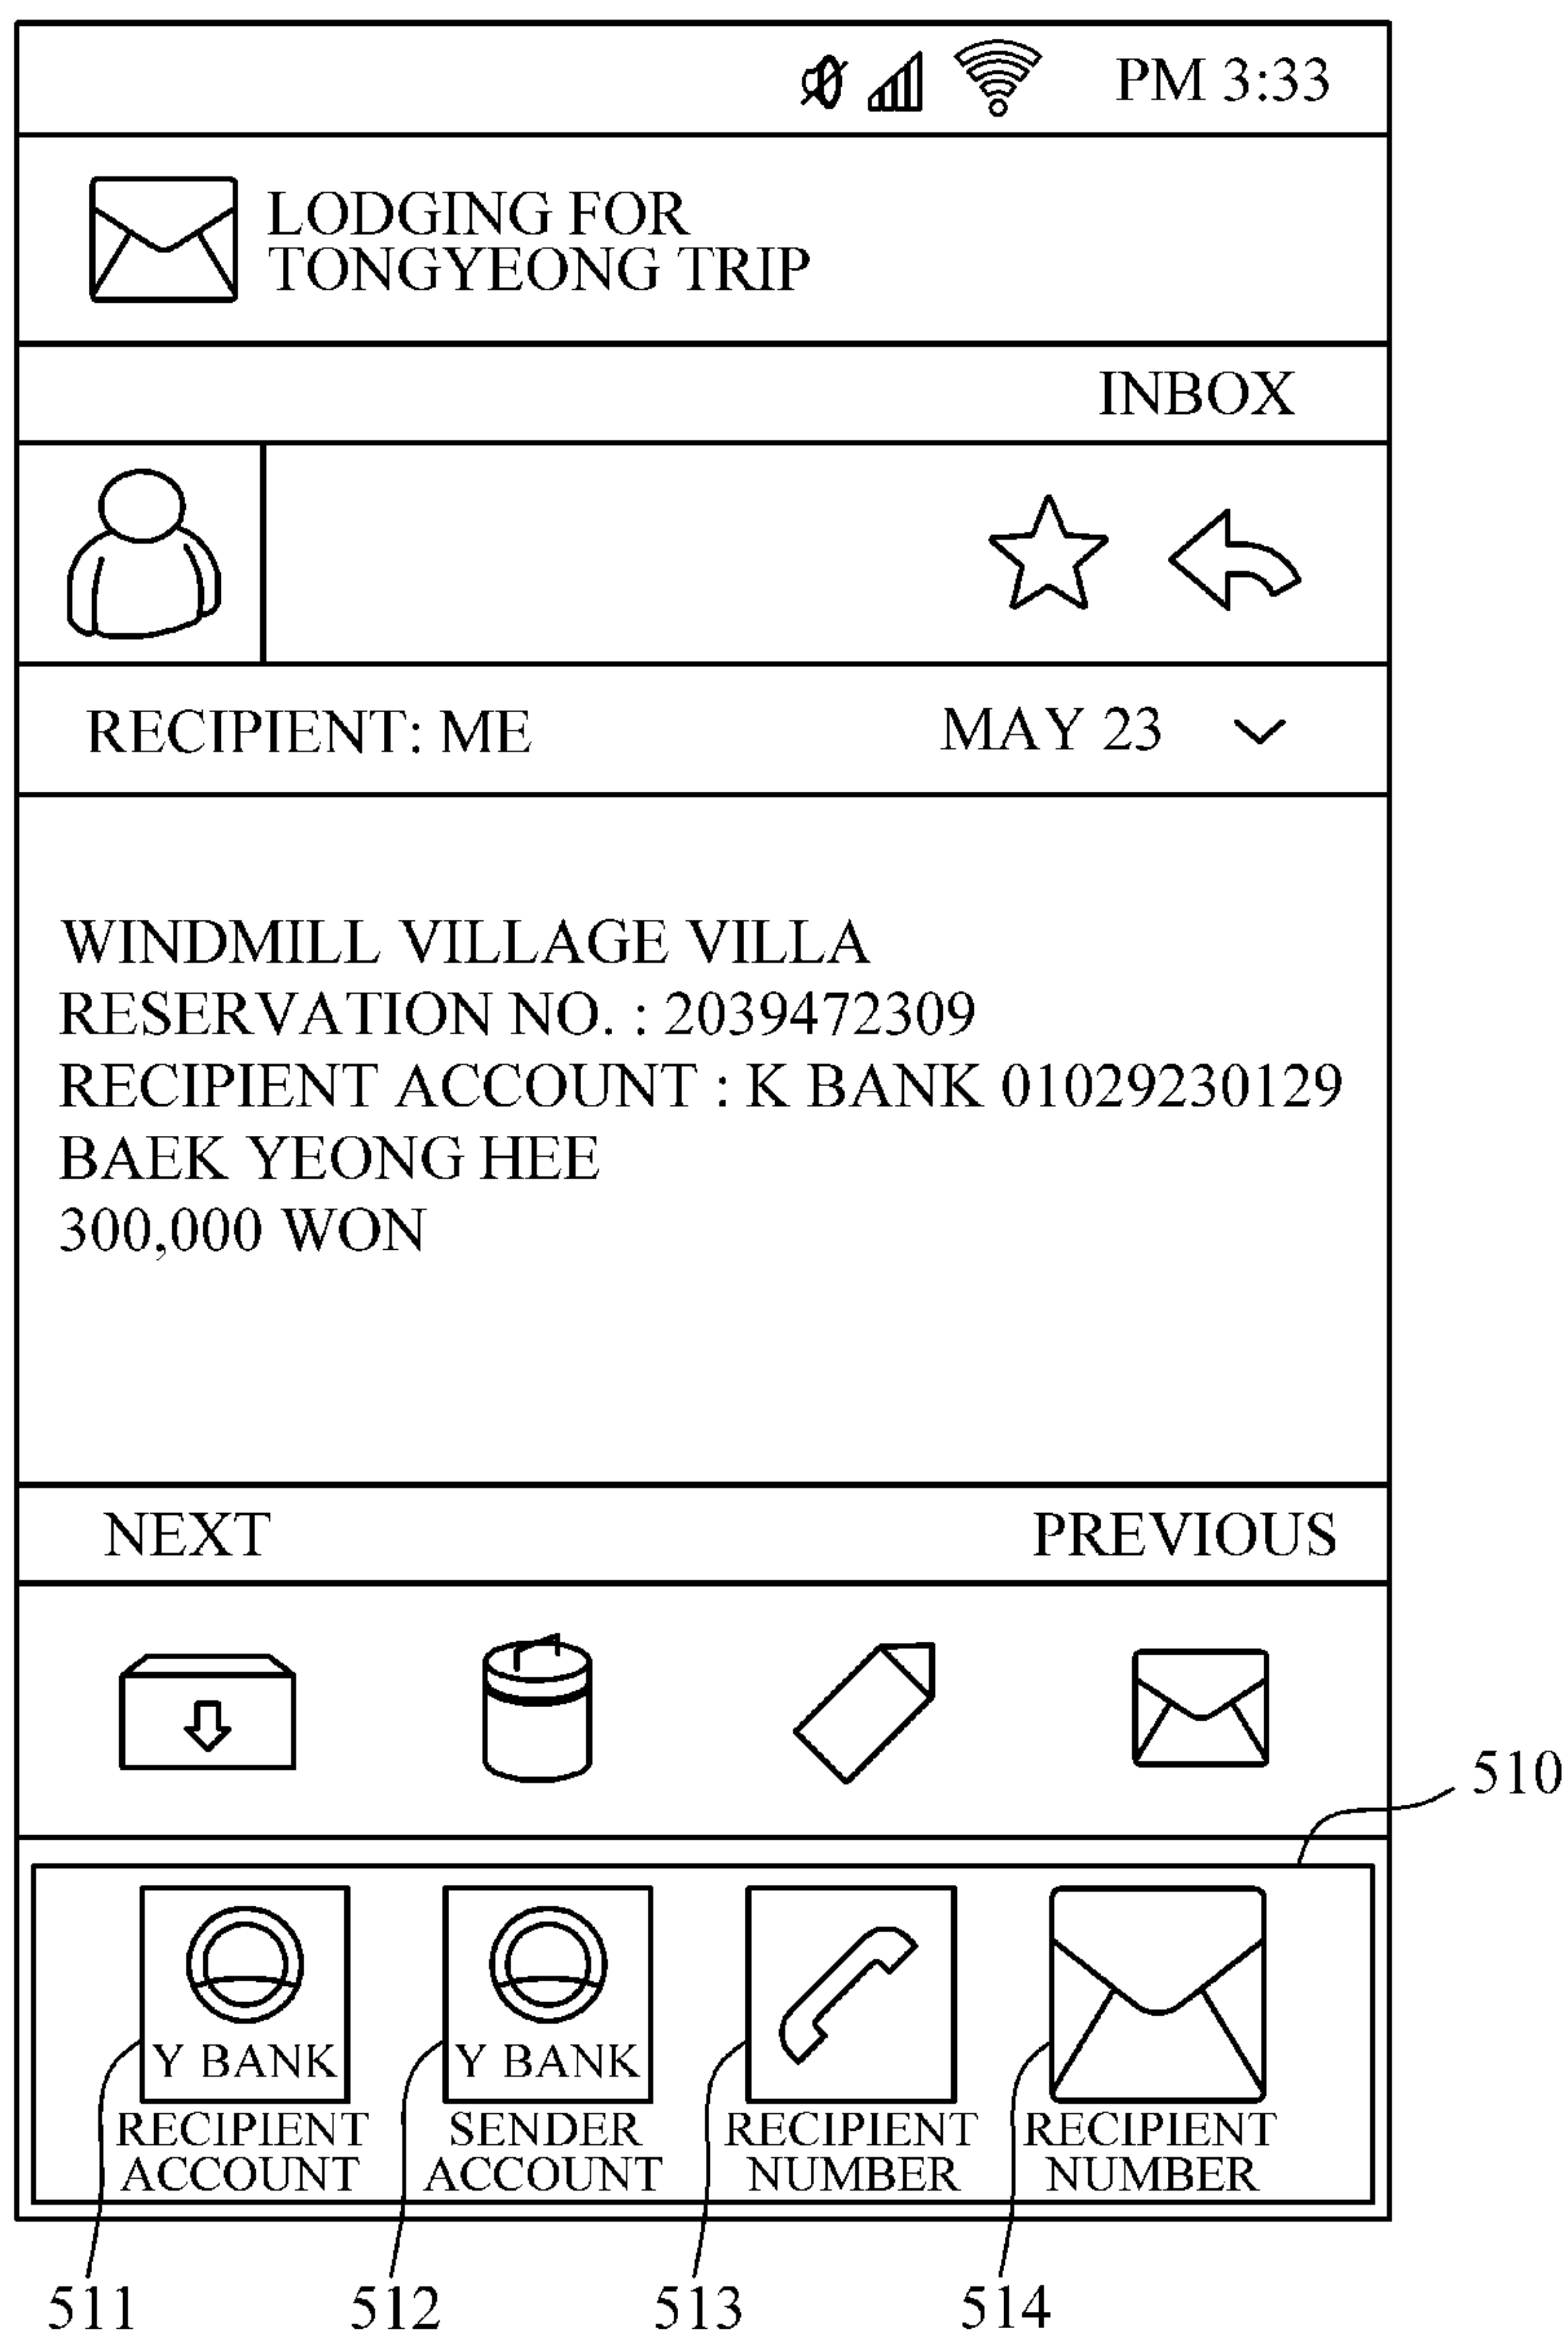 PM 3:33
LODGING FOR
TONGYEONG TRIP
INBOX
RECIPIENT: ME MAY 23
WINDMILL VILLAGE VILLA
RESERVATION NO. : 2039472309
RECIPIENT ACCOUNT : K BANK 01029230129
BAEK YEONG HEE
300,000 WON
NEXT PREVIOUS
510
Y BANK Y BANK
RECIPIENT SENDER RECIPIENT RECIPIENT
ACCOUNT ACCOUNT NUMBER NUMBER
511 512 513 514